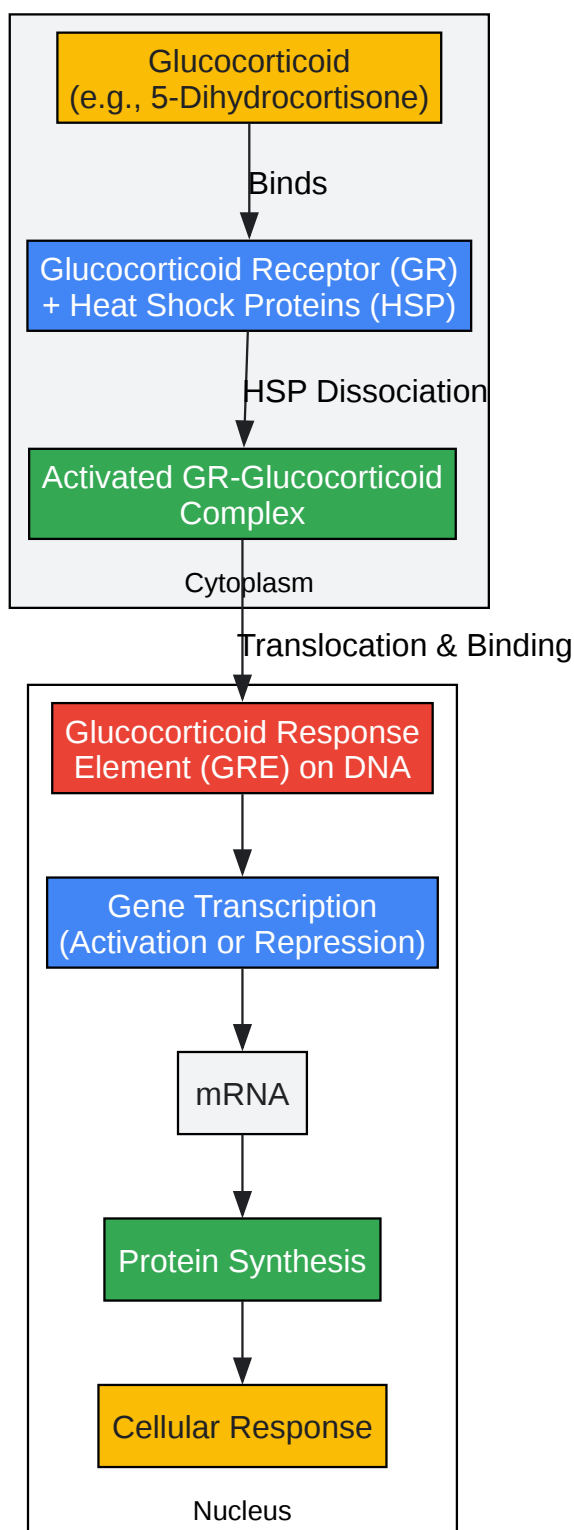 Glucocorticoid
(e.g., 5-Dihydrocortisone)
Binds
Glucocorticoid Receptor (GR)
+ Heat Shock Proteins (HSP)
HSP Dissociation
Activated GR-Glucocorticoid
Complex
Cytoplasm
Translocation & Binding
Glucocorticoid Response
Element (GRE) on DNA
Gene Transcription
(Activation or Repression)
mRNA
Protein Synthesis
Cellular Response
Nucleus